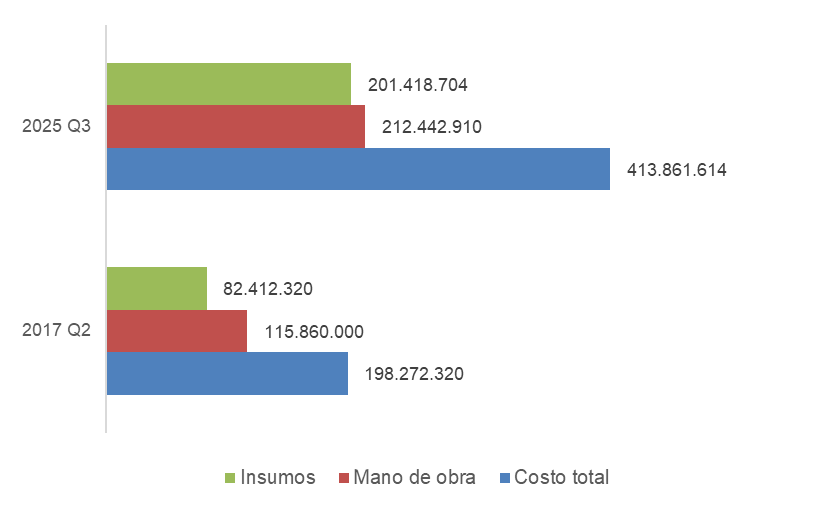 201.418.704
2025 Q3
212.442.910
413.861.614
82.412.320
2017 Q2
115.860.000
198.272.320
Insumos Mano de obra Costo total